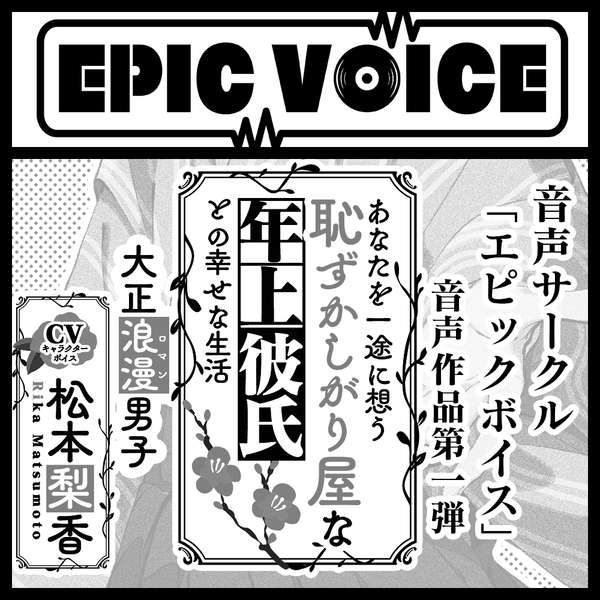 EPIC VOICE
音声サークル
「エピックボイス」
音声作品第一弾
あなたを一途に想う
恥ずかしがり屋な
年上彼氏
との幸せな生活
大正浪漫男子
ロマン
CV
キャラクター
ボイス
松本梨香
Rika Matsumoto